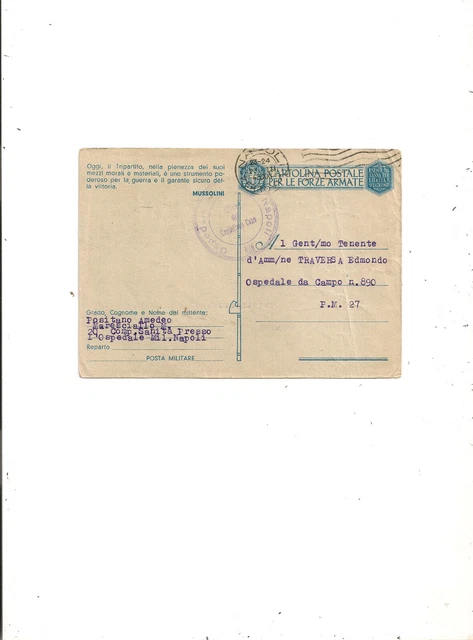 Oggi, il Tripartito, nella pienezza dei suoi
mezzi morali e materiali, è uno strumento po-
deroso per la guerra e il garante sicuro del-
la vittoria.
MUSSOLINI
23-24
CARTOLINA POSTALE
PER LE FORZE ARMATE
Napoli
Al Gent/mo Tenente
d'Amm/ne TRAVERSA Edmondo
Ospedale da Campo n.890
P.M. 27
Grado, Cognome e Nome del mittente:
Positano Amedeo
Maresciallo M.
Comp.Sanità Presso
Ospedale Mil.Napoli
Reparto
POSTA MILITARE